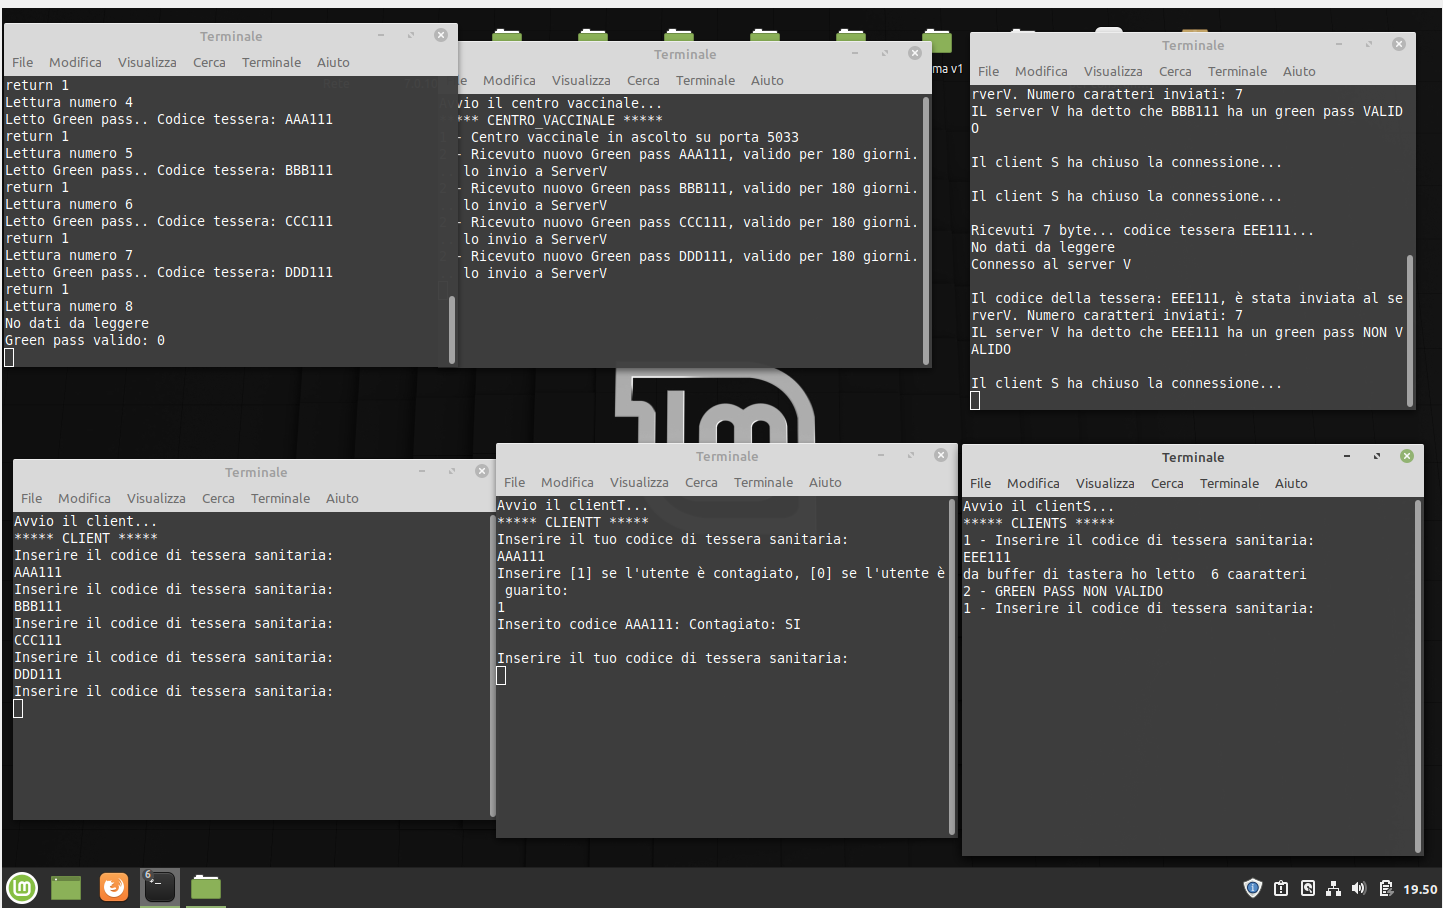 Terminale
File Modifica Visualizza Cerca Terminale Aiuto
return 1
Lettura numero 4
Letto Green pass.. Codice tessera: AAA111
return 1
Lettura numero 5
Letto Green pass.. Codice tessera: BBB111
return 1
Lettura numero 6
Letto Green pass.. Codice tessera: CCC111
return 1
Lettura numero 7
Letto Green pass.. Codice tessera: DDD111
return 1
Lettura numero 8
No dati da leggere
Green pass valido: 0
Terminale
e Modifica Visualizza Cerca Terminale Aiuto
vio il centro vaccinale...
*** CENTRO_VACCINALE *****
- Centro vaccinale in ascolto su porta 5033
- Ricevuto nuovo Green pass AAA111, valido per 180 giorni.
lo invio a ServerV
- Ricevuto nuovo Green pass BBB111, valido per 180 giorni.
lo invio a ServerV
- Ricevuto nuovo Green pass CCC111, valido per 180 giorni.
lo invio a ServerV
- Ricevuto nuovo Green pass DDD111, valido per 180 giorni.
lo invio a ServerV
ma v1
Terminale
File Modifica Visualizza Cerca Terminale Aiuto
rverV. Numero caratteri inviati: 7
IL server V ha detto che BBB111 ha un green pass VALID
O
Il client S ha chiuso la connessione...
Il client S ha chiuso la connessione...
Ricevuti 7 byte... codice tessera EEE111...
No dati da leggere
Connesso al server V
Il codice della tessera: EEE111, è stata inviata al se
rverV. Numero caratteri inviati: 7
IL server V ha detto che EEE111 ha un green pass NON V
ALIDO
Il client S ha chiuso la connessione...
Terminale
File Modifica Visualizza Cerca Terminale Aiuto
Avvio il client...
***** CLIENT *****
Inserire il codice di tessera sanitaria:
AAA111
Inserire il codice di tessera sanitaria:
BBB111
Inserire il codice di tessera sanitaria:
CCC111
Inserire il codice di tessera sanitaria:
DDD111
Inserire il codice di tessera sanitaria:
Terminale
File Modifica Visualizza Cerca Terminale Aiuto
Avvio il clientT...
***** CLIENTT *****
Inserire il tuo codice di tessera sanitaria:
AAA111
Inserire [1] se l'utente è contagiato, [0] se l'utente è
guarito:
1
Inserito codice AAA111: Contagiato: SI
Inserire il tuo codice di tessera sanitaria:
Terminale
File Modifica Visualizza Cerca Terminale Aiuto
Avvio il clientS...
***** CLIENTS *****
1 - Inserire il codice di tessera sanitaria:
EEE111
da buffer di tastera ho letto  6 caaratteri
2 - GREEN PASS NON VALIDO
1 - Inserire il codice di tessera sanitaria:
6
19.50